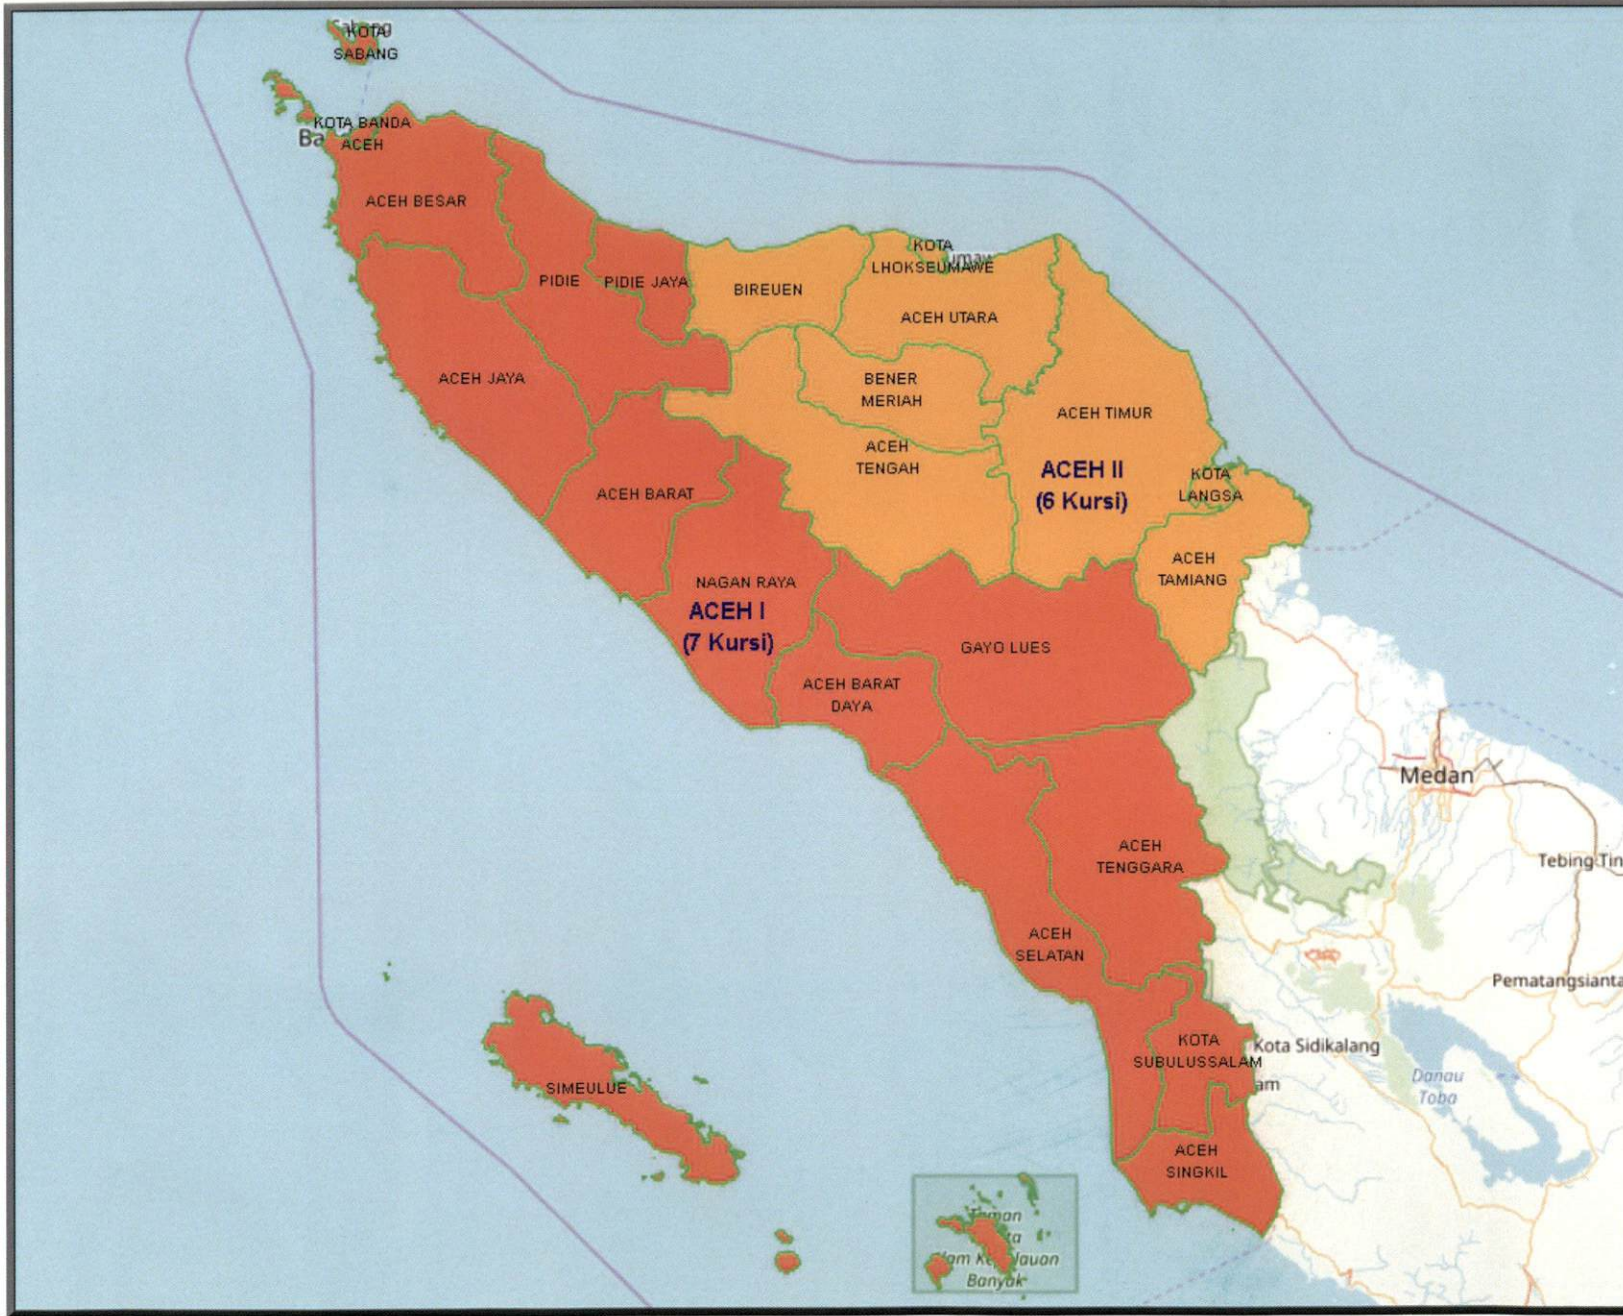 KOTA
SABANG
KOTA BANDA
ACEH
ACEH BESAR
PIDIE
PIDIE JAYA
BIREUEN
KOTA
LHOKSEUMAWE
ACEH UTARA
ACEH JAYA
BENER
MERIAH
ACEH TIMUR
ACEH
TENGAH
ACEH II
(6 Kursi)
KOTA
LANGSA
ACEH BARAT
ACEH
TAMIANG
NAGAN RAYA
ACEH I
(7 Kursi)
GAYO LUES
ACEH BARAT
DAYA
Medan
ACEH
TENGGARA
Tebing Tin
ACEH
SELATAN
Pematangsianta
KOTA
SUBULUSSALAM
Kota Sidikalang
am
Danau
Toba
SIMEULUE
ACEH
SINGKIL
Banyak